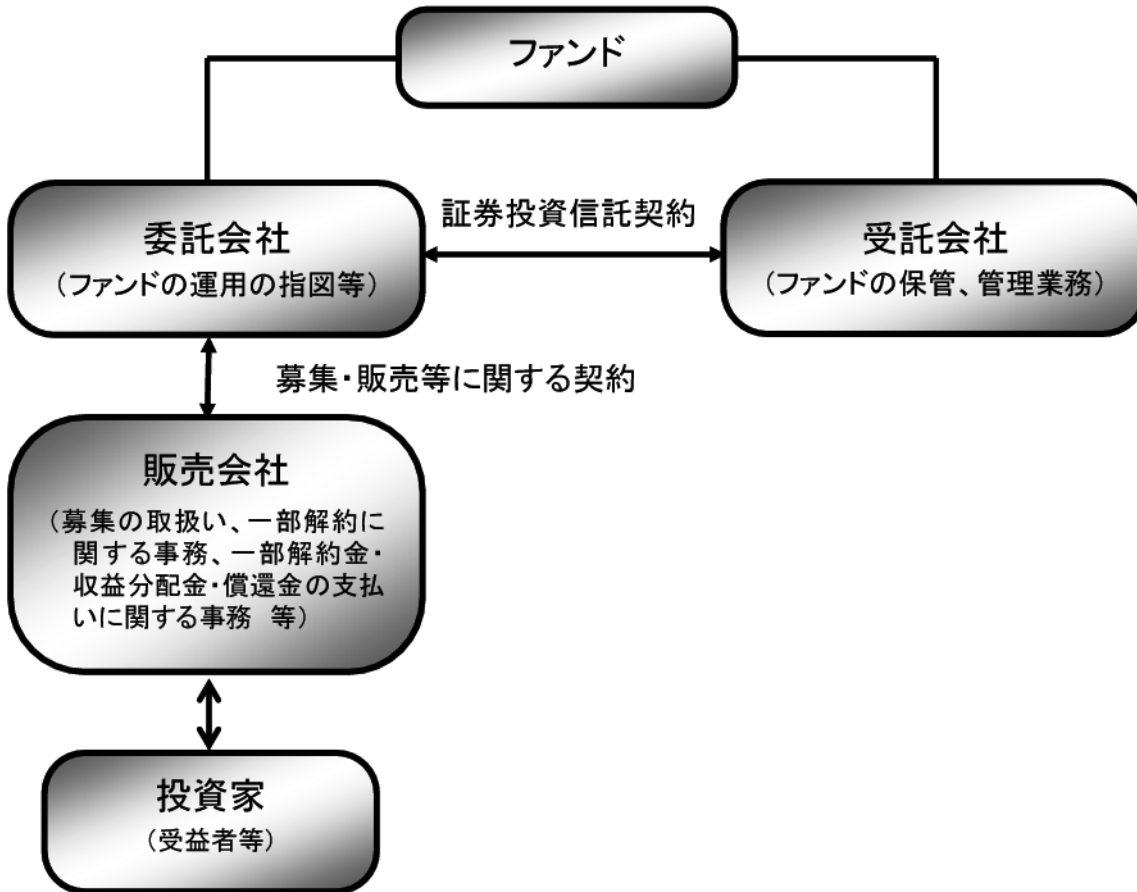 ファンド
委託会社
（ファンドの運用の指図等）
証券投資信託契約
受託会社
（ファンドの保管、管理業務）
募集・販売等に関する契約
販売会社
（募集の取扱い、一部解約に
関する事務、一部解約金・
収益分配金・償還金の支払
いに関する事務　等）
投資家
（受益者等）